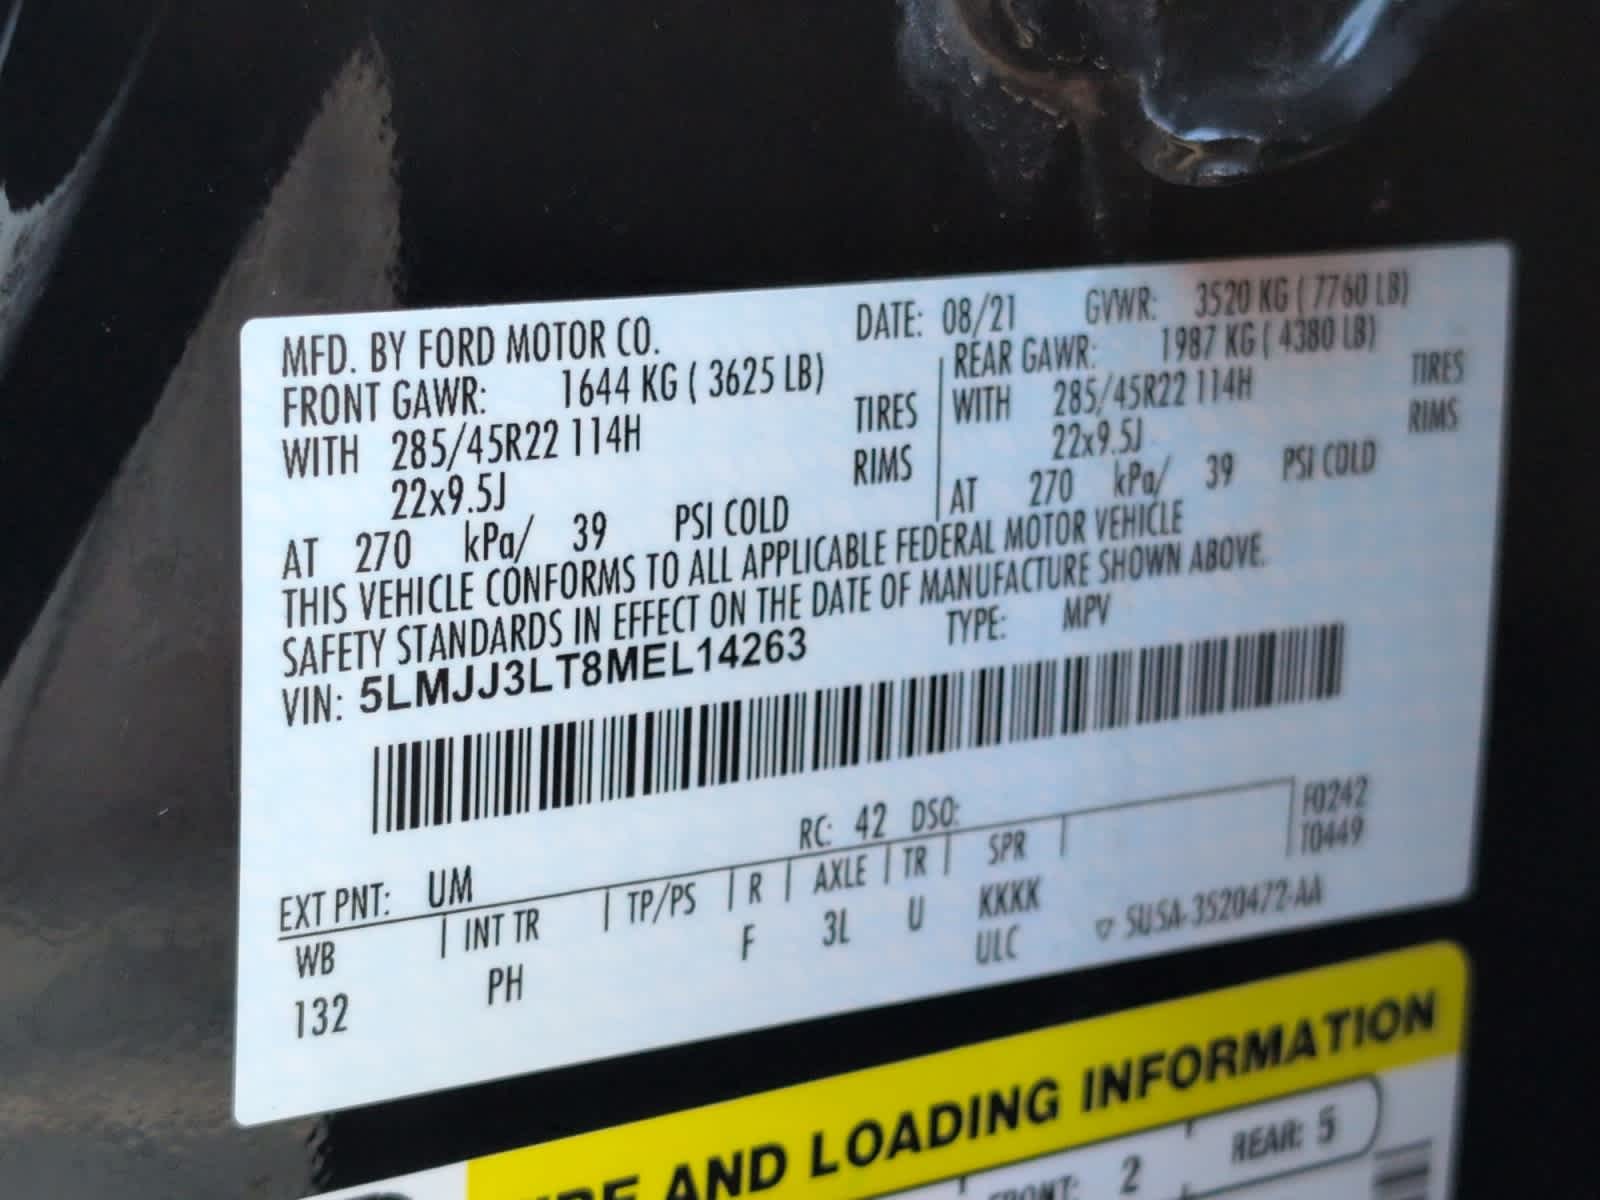 MFD. BY FORD MOTOR CO. DATE: 08/21 GVWR: 3520 KG ( 7760 LB)
FRONT GAWR: 1644 KG ( 3625 LB) REAR GAWR: 1987 KG ( 4380 LB)
WITH 285/45R22 114H TIRES WITH 285/45R22 114H TIRES
22x9.5J RIMS 22x9.5J RIMS
AT 270 kPa/ 39 PSI COLD AT 270 kPa/ 39 PSI COLD
THIS VEHICLE CONFORMS TO ALL APPLICABLE FEDERAL MOTOR VEHICLE
SAFETY STANDARDS IN EFFECT ON THE DATE OF MANUFACTURE SHOWN ABOVE.
VIN: 5LMJJ3LT8MEL14263 TYPE: MPV
F0242
EXT PNT: UM RC: 42 DSO: T0449
WB INT TR TP/PS R AXLE TR SPR
132 PH F 3L U KKKK
ULC ▽ SU5A-3520472-AA
AND LOADING INFORMATION
FRONT: 2 REAR: 5